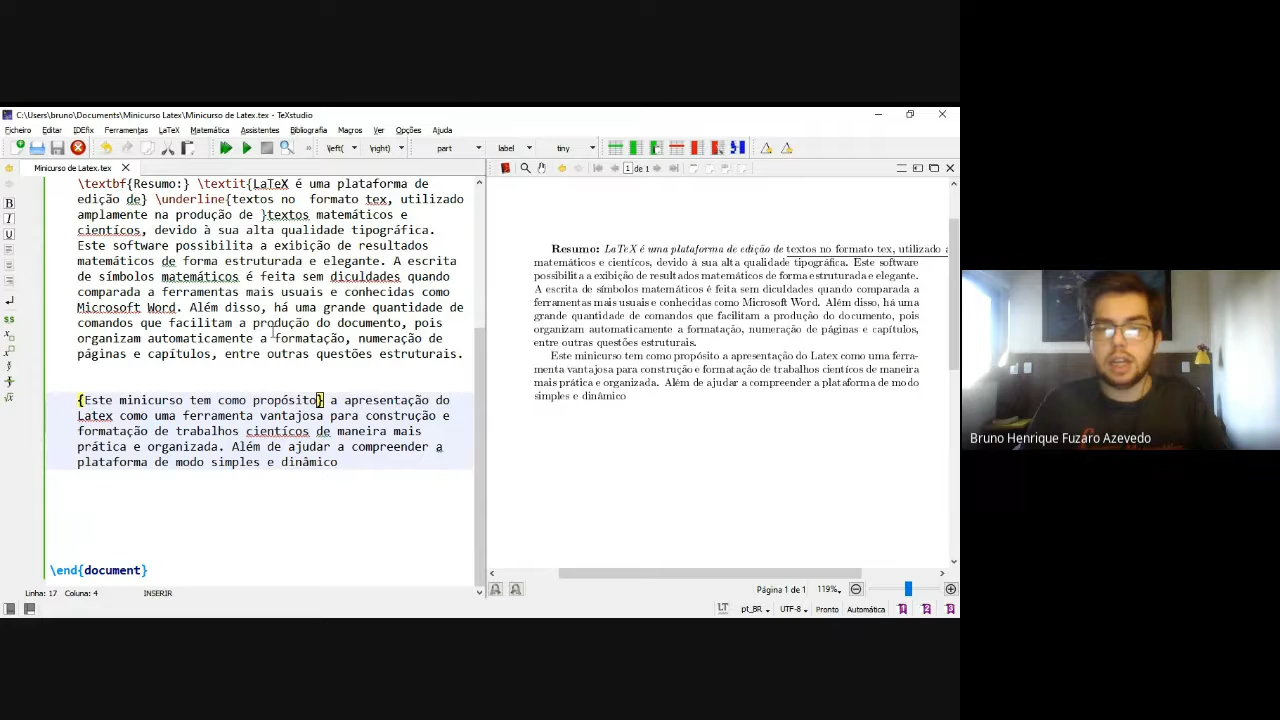 C:\Users\bruno\Documents\Minicurso Latex\Minicurso de Latex.tex - TeXstudio
Ficheiro Editar IDEfix Ferramentas LaTeX Matemática Assistentes Bibliografia Macros Ver Opções Ajuda
\left( \right) part label tiny
Minicurso de Latex.tex
1 de 1
\textbf{Resumo:} \textit{LaTeX é uma plataforma de
edição de} \underline{textos no formato tex, utilizado
amplamente na produção de }textos matemáticos e
cientícos, devido à sua alta qualidade tipográfica.
Este software possibilita a exibição de resultados
matemáticos de forma estruturada e elegante. A escrita
de símbolos matemáticos é feita sem diculdades quando
comparada a ferramentas mais usuais e conhecidas como
Microsoft Word. Além disso, há uma grande quantidade de
comandos que facilitam a produção do documento, pois
organizam automaticamente a formatação, numeração de
páginas e capítulos, entre outras questões estruturais.
{Este minicurso tem como propósito} a apresentação do
Latex como uma ferramenta vantajosa para construção e
formatação de trabalhos cientícos de maneira mais
prática e organizada. Além de ajudar a compreender a
plataforma de modo simples e dinâmico
\end{document}
Linha: 17 Coluna: 4 INSERIR
Resumo: LaTeX é uma plataforma de edição de textos no formato tex, utilizado a
matemáticos e cientícos, devido à sua alta qualidade tipográfica. Este software
possibilita a exibição de resultados matemáticos de forma estruturada e elegante.
A escrita de símbolos matemáticos é feita sem diculdades quando comparada a
ferramentas mais usuais e conhecidas como Microsoft Word. Além disso, há uma
grande quantidade de comandos que facilitam a produção do documento, pois
organizam automaticamente a formatação, numeração de páginas e capítulos,
entre outras questões estruturais.
Este minicurso tem como propósito a apresentação do Latex como uma ferra-
menta vantajosa para construção e formatação de trabalhos cientícos de maneira
mais prática e organizada. Além de ajudar a compreender a plataforma de modo
simples e dinâmico
Página 1 de 1 119%
LT pt_BR UTF-8 Pronto Automática
Bruno Henrique Fuzaro Azevedo